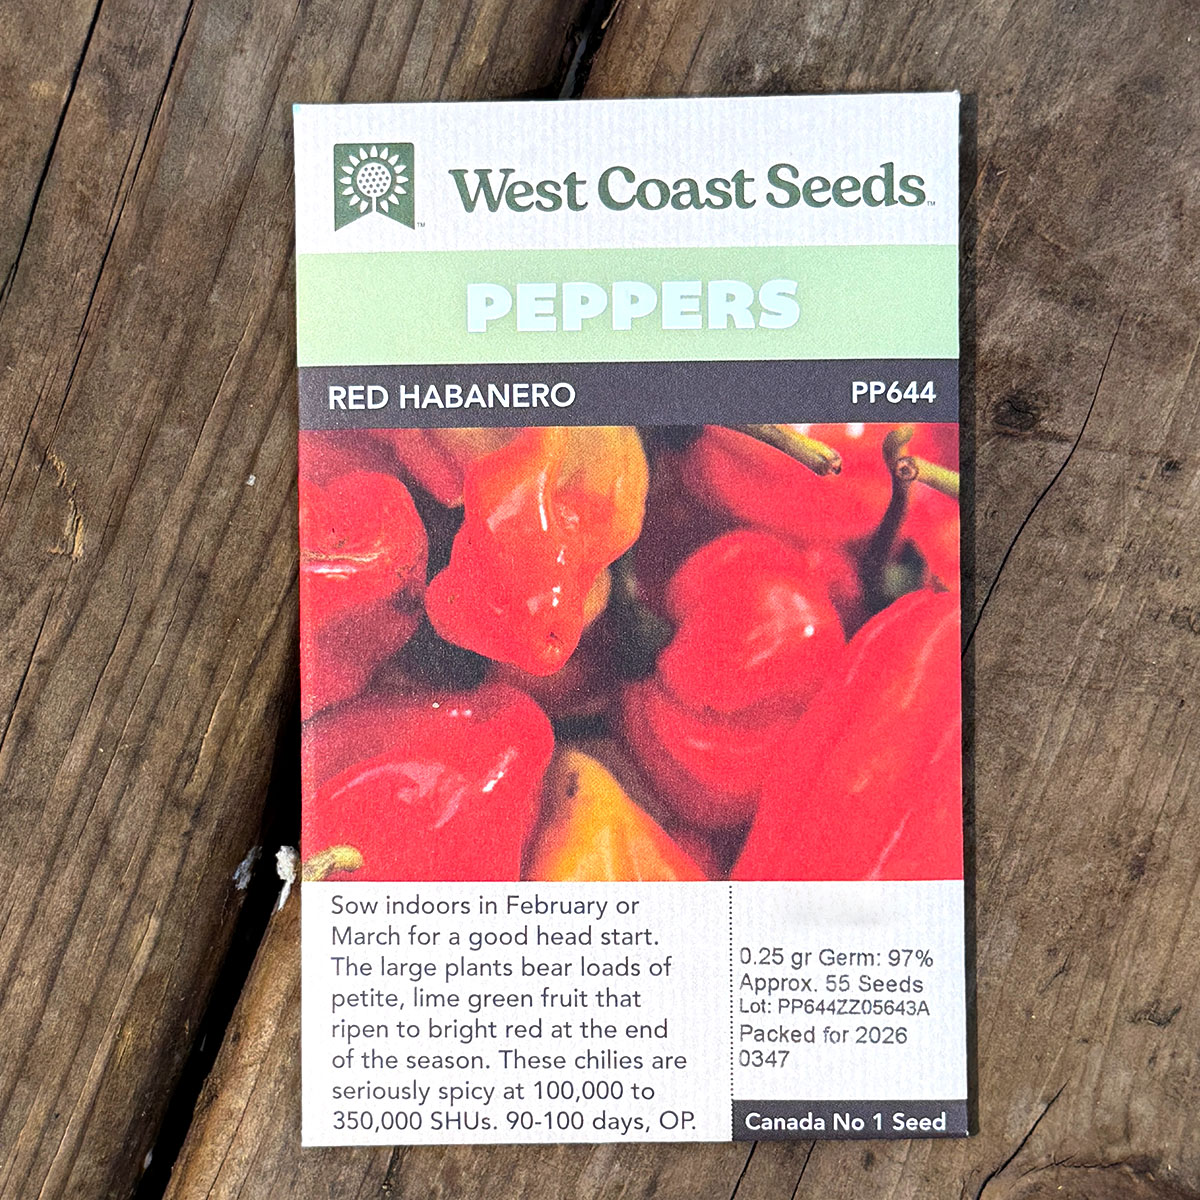 West Coast Seeds™
PEPPERS
RED HABANERO PP644
Sow indoors in February or
March for a good head start.
The large plants bear loads of
petite, lime green fruit that
ripen to bright red at the end
of the season. These chilies are
seriously spicy at 100,000 to
350,000 SHUs. 90-100 days, OP.
0.25 gr Germ: 97%
Approx. 55 Seeds
Lot: PP644ZZ05643A
Packed for 2026
0347
Canada No 1 Seed